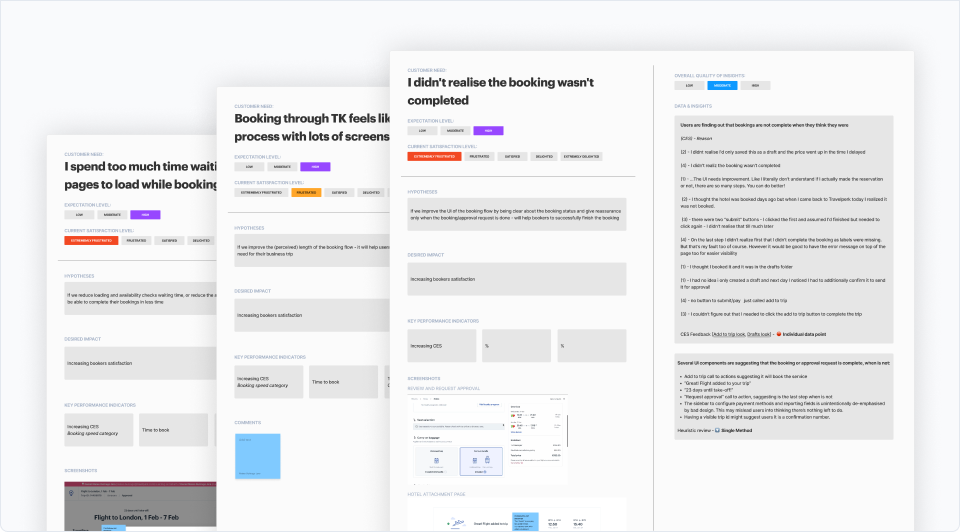 CUSTOMER NEED:
I spend too much time waiti
pages to load while booking
EXPECTATION LEVEL:
LOW MODERATE HIGH
CURRENT SATISFACTION LEVEL:
EXTREMENLY FRUSTRATED FRUSTRATED SATISFIED DELIGHTED
HYPOTHESES
If we reduce loading and availability checks waiting time, or reduce the
be able to complete their bookings in less time
DESIRED IMPACT
Increasing bookers satisfaction
KEY PERFORMANCE INDICATORS
Increasing CES
Booking speed category
Time to book
SCREENSHOTS
Flight to London, 1 Feb - 7 Feb
CUSTOMER NEED:
Booking through TK feels lik
process with lots of screens
EXPECTATION LEVEL:
LOW MODERATE HIGH
CURRENT SATISFACTION LEVEL:
EXTREMENLY FRUSTRATED FRUSTRATED SATISFIED DELIGHTED
HYPOTHESES
If we improve the (perceived) length of the booking flow - it will help users
need for their business trip
DESIRED IMPACT
Increasing bookers satisfaction
KEY PERFORMANCE INDICATORS
Increasing CES
Booking speed category
Time to book
COMMENTS
CUSTOMER NEED:
I didn't realise the booking wasn't
completed
EXPECTATION LEVEL:
LOW MODERATE HIGH
CURRENT SATISFACTION LEVEL:
EXTREMENLY FRUSTRATED FRUSTRATED SATISFIED DELIGHTED EXTREMELY DELIGHTED
HYPOTHESES
If we improve the UI of the booking flow by being clear about the booking status and give reassurance
only when the booking/approval request is done - will help bookers to successfully finish the booking
DESIRED IMPACT
Increasing bookers satisfaction
KEY PERFORMANCE INDICATORS
Increasing CES
%
%
SCREENSHOTS
REVIEW AND REQUEST APPROVAL
HOTEL ATTACHMENT PAGE
OVERALL QUALITY OF INSIGHTS:
LOW MODERATE HIGH
DATA & INSIGHTS
Users are finding out that bookings are not complete when they think they were
(CES) - Reason
(2) - I didnt realise I'd only saved this as a draft and the price went up in the time I delayed
(4) - I didn't realiz the booking wasn't completed
(1) - ...The UI needs improvement. Like literally don't understand if I actually made the reservation
or not, there are so many steps. You can do better!
(2) - I thought the hotel was booked days ago but when I came back to Travelperk today I realized it
was not booked.
(3) - there were two "submit" buttons - I clicked the first and assumed I'd finished but needed to
click again - I didn't realise that till much later
(4) - On the last step I didn't realize first that I didn't complete the booking as labels were missing.
But that's my fault too of course. However it would be good to have the error message on top of the
page too for easier visibility
(1) - I thought I booked it and it was in the drafts folder
(1) - I had no idea I only created a draft and next day I noticed I had to additionally confirm it to send
it for approval!
(4) - no button to submit/pay just called add to trip
(3) - I couldn't figure out that I needed to click the add to trip button to complete the trip
CES Feedback [Add to trip look, Drafts look] - Individual data point
Several UI components are suggesting that the booking or approval request is complete, when is not:
• Add to trip call to actions suggesting it will book the service
• "Great Flight added to your trip"
• "23 days until take-off!"
• "Request approval" call to action, suggesting is the last step when is not
• The sidebar to configure payment methods and reporting fields is unintentionally de-emphasised
by bad design. This may mislead users into thinking there's nothing left to do.
• Having a visible trip id might suggest users it is a confirmation number.
Heuristic review - Single Method